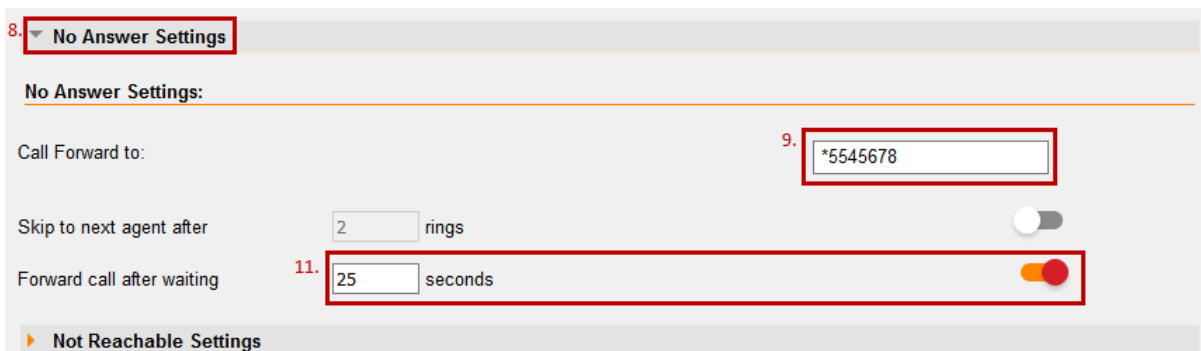 8. No Answer Settings
No Answer Settings:
Call Forward to: 9. *5545678
Skip to next agent after 2 rings
Forward call after waiting 11. 25 seconds
Not Reachable Settings